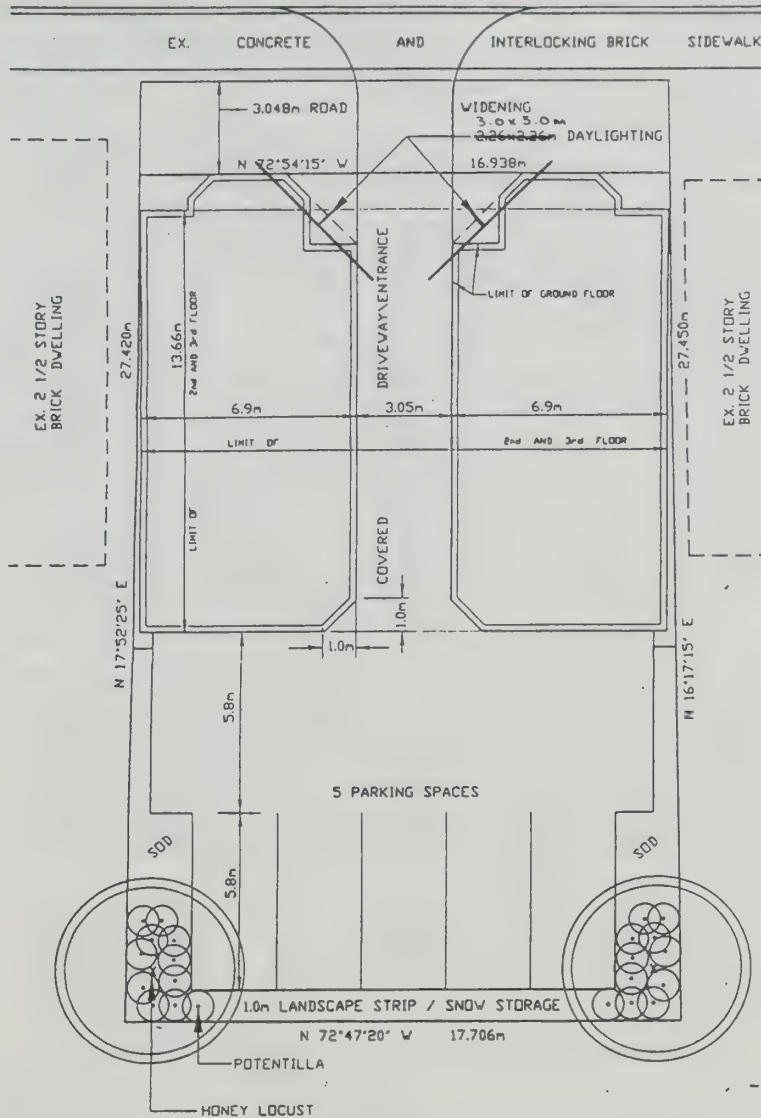 EX. CONCRETE AND INTERLOCKING BRICK SIDEWALK
3.048m ROAD WIDENING
3.0 x 5.0 m
2.26x2.26m DAYLIGHTING
N 72°54'15" W 16.938m
EX. 2 1/2 STORY
BRICK DWELLING
27.420m
13.66m
2nd AND 3rd FLOOR
LIMIT OF
DRIVEWAY\ENTRANCE
COVERED
LIMIT OF GROUND FLOOR
27.450m
EX. 2 1/2 STORY
BRICK DWELLING
6.9m 3.05m 6.9m
LIMIT OF 2nd AND 3rd FLOOR
N 17°52'25" E
1.0m
1.0m
N 16°17'15" E
5.8m
5 PARKING SPACES
SOD
SOD
5.8m
1.0m LANDSCAPE STRIP / SNOW STORAGE
N 72°47'20" W 17.706m
POTENTILLA
HONEY LOCUST